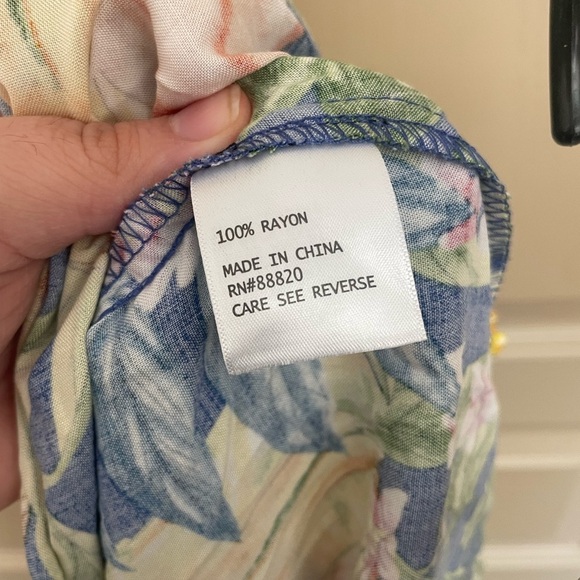 100% RAYON
MADE IN CHINA
RN#88820
CARE SEE REVERSE